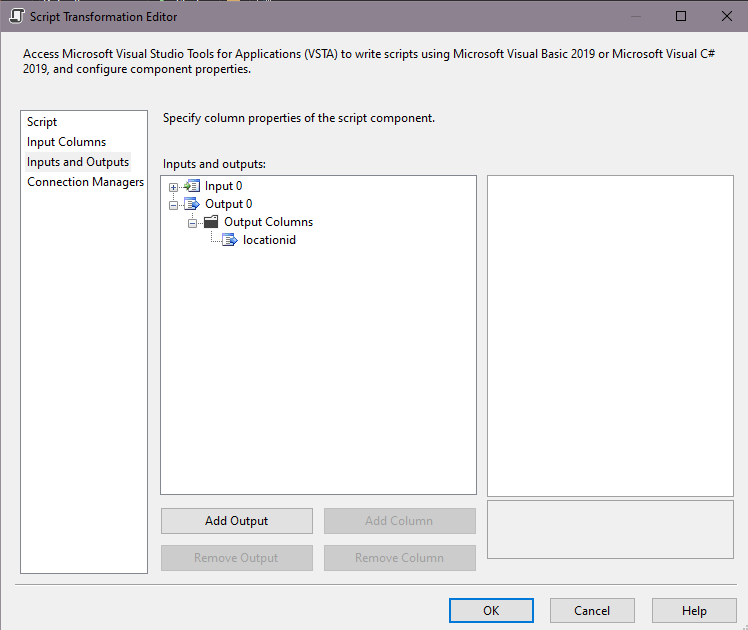 Script Transformation Editor
Access Microsoft Visual Studio Tools for Applications (VSTA) to write scripts using Microsoft Visual Basic 2019 or Microsoft Visual C#
2019, and configure component properties.
Script
Input Columns
Inputs and Outputs
Connection Managers
Specify column properties of the script component.
Inputs and outputs:
Input 0
Output 0
Output Columns
locationid
Add Output
Add Column
Remove Output
Remove Column
OK
Cancel
Help